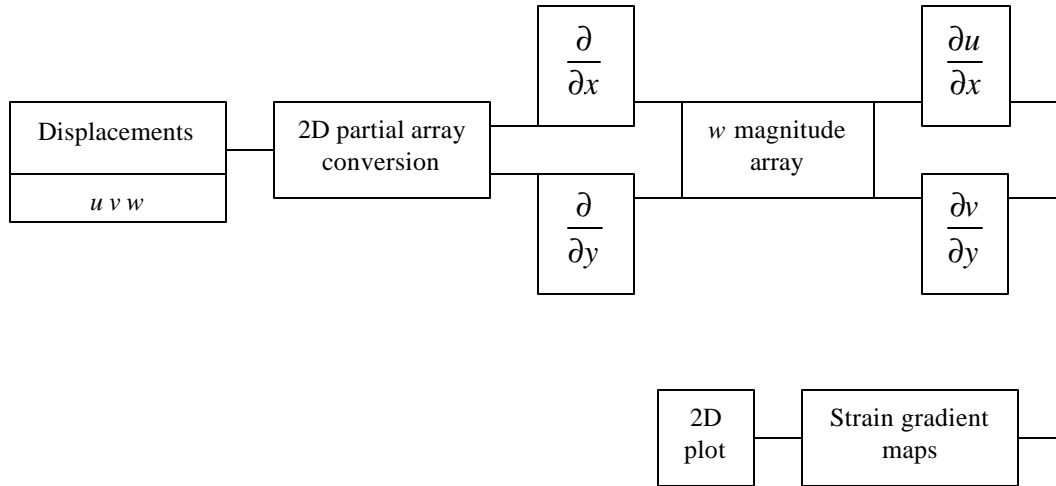 Displacements
u v w
2D partial array
conversion
∂
∂x
∂
∂y
w magnitude
array
∂u
∂x
∂v
∂y
2D
plot
Strain gradient
maps